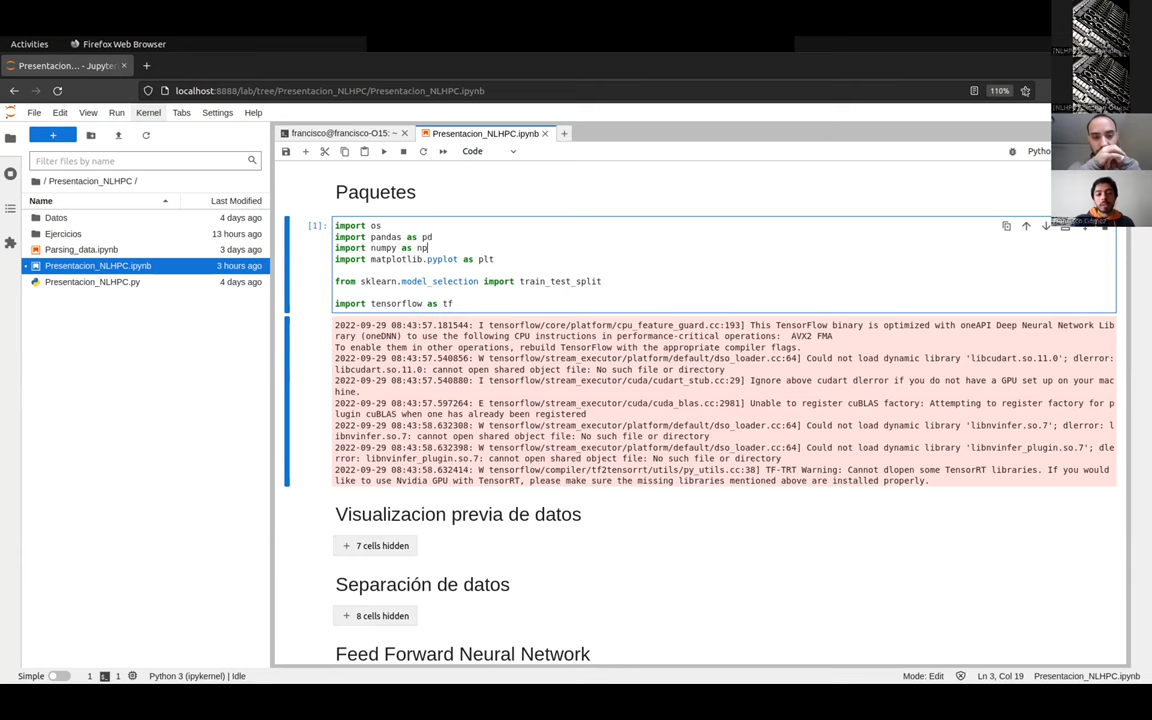 Activities
Firefox Web Browser
Presentacion... - Jupyter
localhost:8888/lab/tree/Presentacion_NLHPC/Presentacion_NLHPC.ipynb
110%
File Edit View Run Kernel Tabs Settings Help
francisco@francisco-O15: ~
Presentacion_NLHPC.ipynb
Code
Filter files by name
/ Presentacion_NLHPC /
Name Last Modified
Datos 4 days ago
Ejercicios 13 hours ago
Parsing_data.ipynb 3 days ago
Presentacion_NLHPC.ipynb 3 hours ago
Presentacion_NLHPC.py 4 days ago
Paquetes
[1]:
import os
import pandas as pd
import numpy as np
import matplotlib.pyplot as plt
from sklearn.model_selection import train_test_split
import tensorflow as tf
2022-09-29 08:43:57.181544: I tensorflow/core/platform/cpu_feature_guard.cc:193] This TensorFlow binary is optimized with oneAPI Deep Neural Network Lib
rary (oneDNN) to use the following CPU instructions in performance-critical operations:  AVX2 FMA
To enable them in other operations, rebuild TensorFlow with the appropriate compiler flags.
2022-09-29 08:43:57.540856: W tensorflow/stream_executor/platform/default/dso_loader.cc:64] Could not load dynamic library 'libcudart.so.11.0'; dlerror:
libcudart.so.11.0: cannot open shared object file: No such file or directory
2022-09-29 08:43:57.540880: I tensorflow/stream_executor/cuda/cudart_stub.cc:29] Ignore above cudart dlerror if you do not have a GPU set up on your mac
hine.
2022-09-29 08:43:57.597264: E tensorflow/stream_executor/cuda/cuda_blas.cc:2981] Unable to register cuBLAS factory: Attempting to register factory for p
lugin cuBLAS when one has already been registered
2022-09-29 08:43:58.632308: W tensorflow/stream_executor/platform/default/dso_loader.cc:64] Could not load dynamic library 'libnvinfer.so.7'; dlerror: l
ibnvinfer.so.7: cannot open shared object file: No such file or directory
2022-09-29 08:43:58.632398: W tensorflow/stream_executor/platform/default/dso_loader.cc:64] Could not load dynamic library 'libnvinfer_plugin.so.7'; dle
rror: libnvinfer_plugin.so.7: cannot open shared object file: No such file or directory
2022-09-29 08:43:58.632414: W tensorflow/compiler/tf2tensorrt/utils/py_utils.cc:38] TF-TRT Warning: Cannot dlopen some TensorRT libraries. If you would
like to use Nvidia GPU with TensorRT, please make sure the missing libraries mentioned above are installed properly.
Visualizacion previa de datos
7 cells hidden
Separación de datos
8 cells hidden
Feed Forward Neural Network
Simple
1
1
Python 3 (ipykernel) | Idle
Mode: Edit
Ln 3, Col 19
Presentacion_NLHPC.ipynb